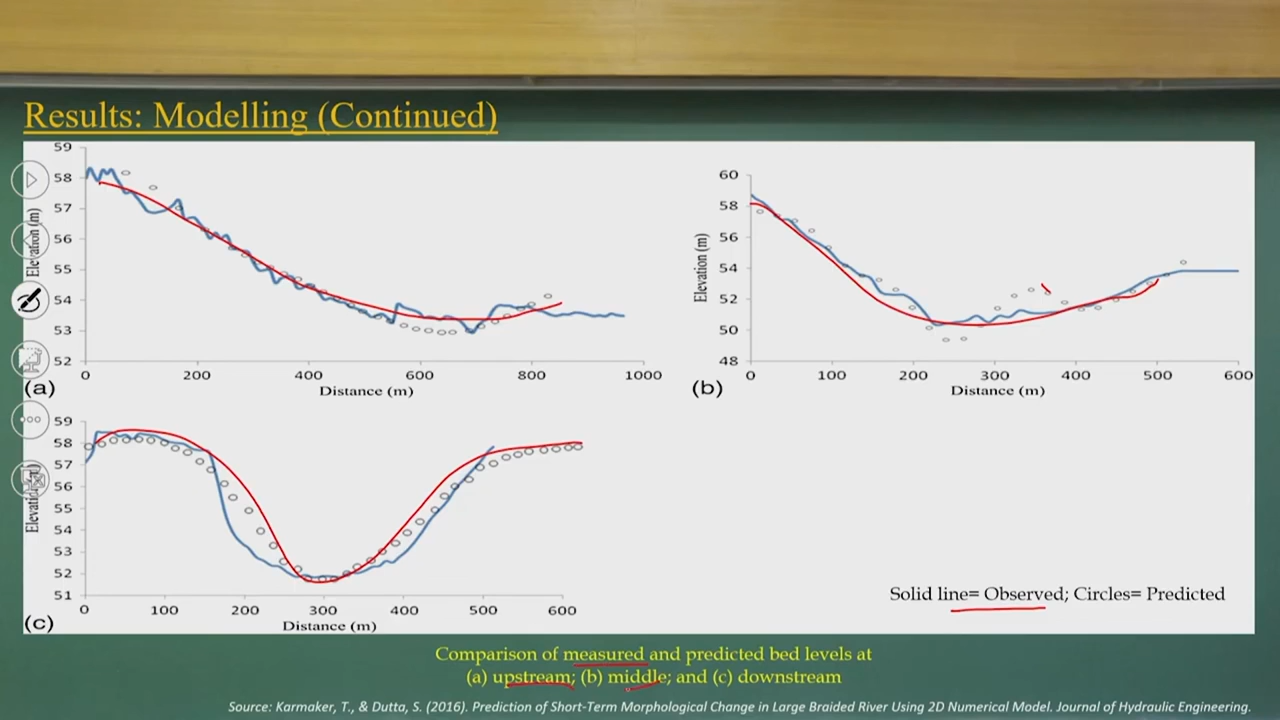 Results: Modelling (Continued)
59
58
57
56
55
54
53
52
Elevation (m)
0 200 400 600 800 1000
Distance (m)
(a)
60
58
56
54
52
50
48
Elevation (m)
0 100 200 300 400 500 600
Distance (m)
(b)
59
58
57
56
55
54
53
52
51
0 100 200 300 400 500 600
Distance (m)
(c)
Solid line= Observed; Circles= Predicted
Comparison of measured and predicted bed levels at
(a) upstream; (b) middle; and (c) downstream
Source: Karmaker, T., & Dutta, S. (2016). Prediction of Short-Term Morphological Change in Large Braided River Using 2D Numerical Model. Journal of Hydraulic Engineering.